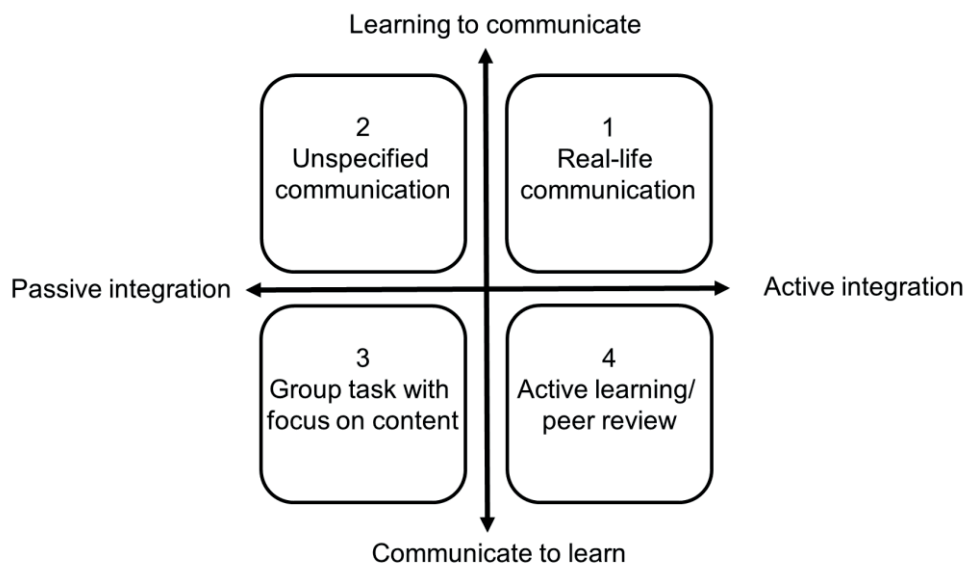 Learning to communicate
2
Unspecified
communication
1
Real-life
communication
Passive integration
Active integration
3
Group task with
focus on content
4
Active learning/
peer review
Communicate to learn